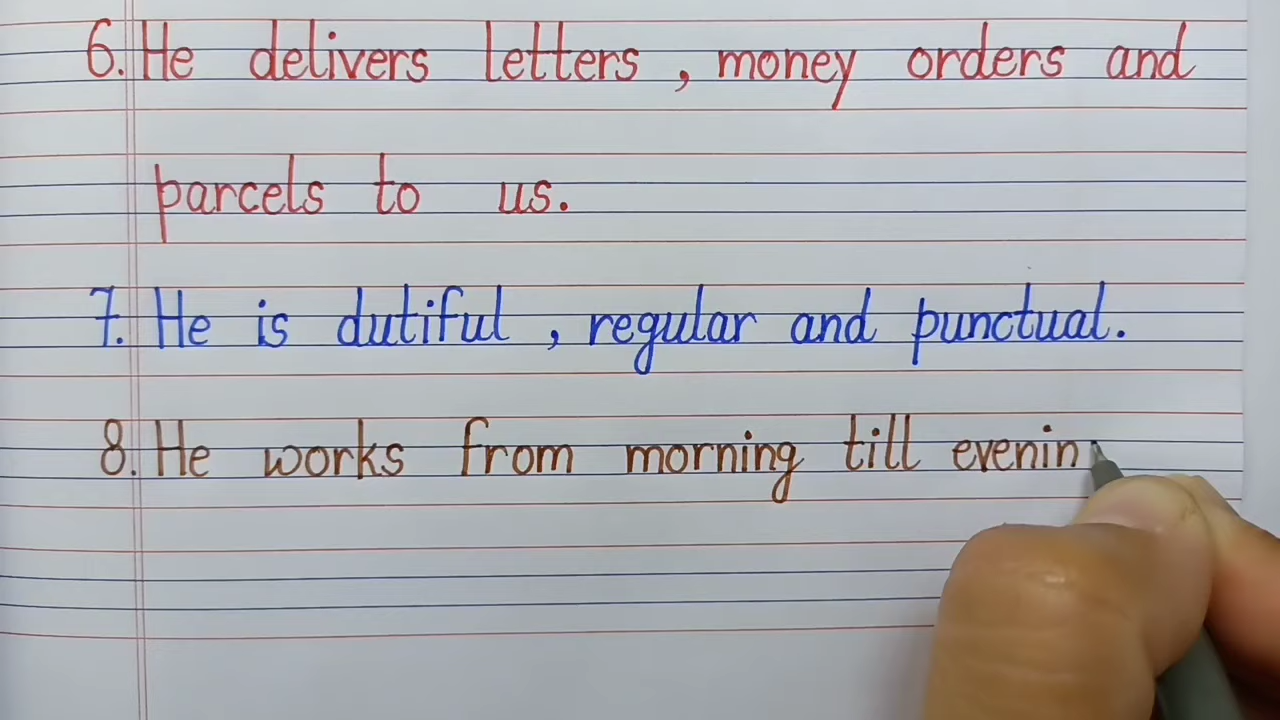 6. He delivers letters , money orders and
parcels to us.
7. He is dutiful , regular and punctual.
8. He works from morning till evenin